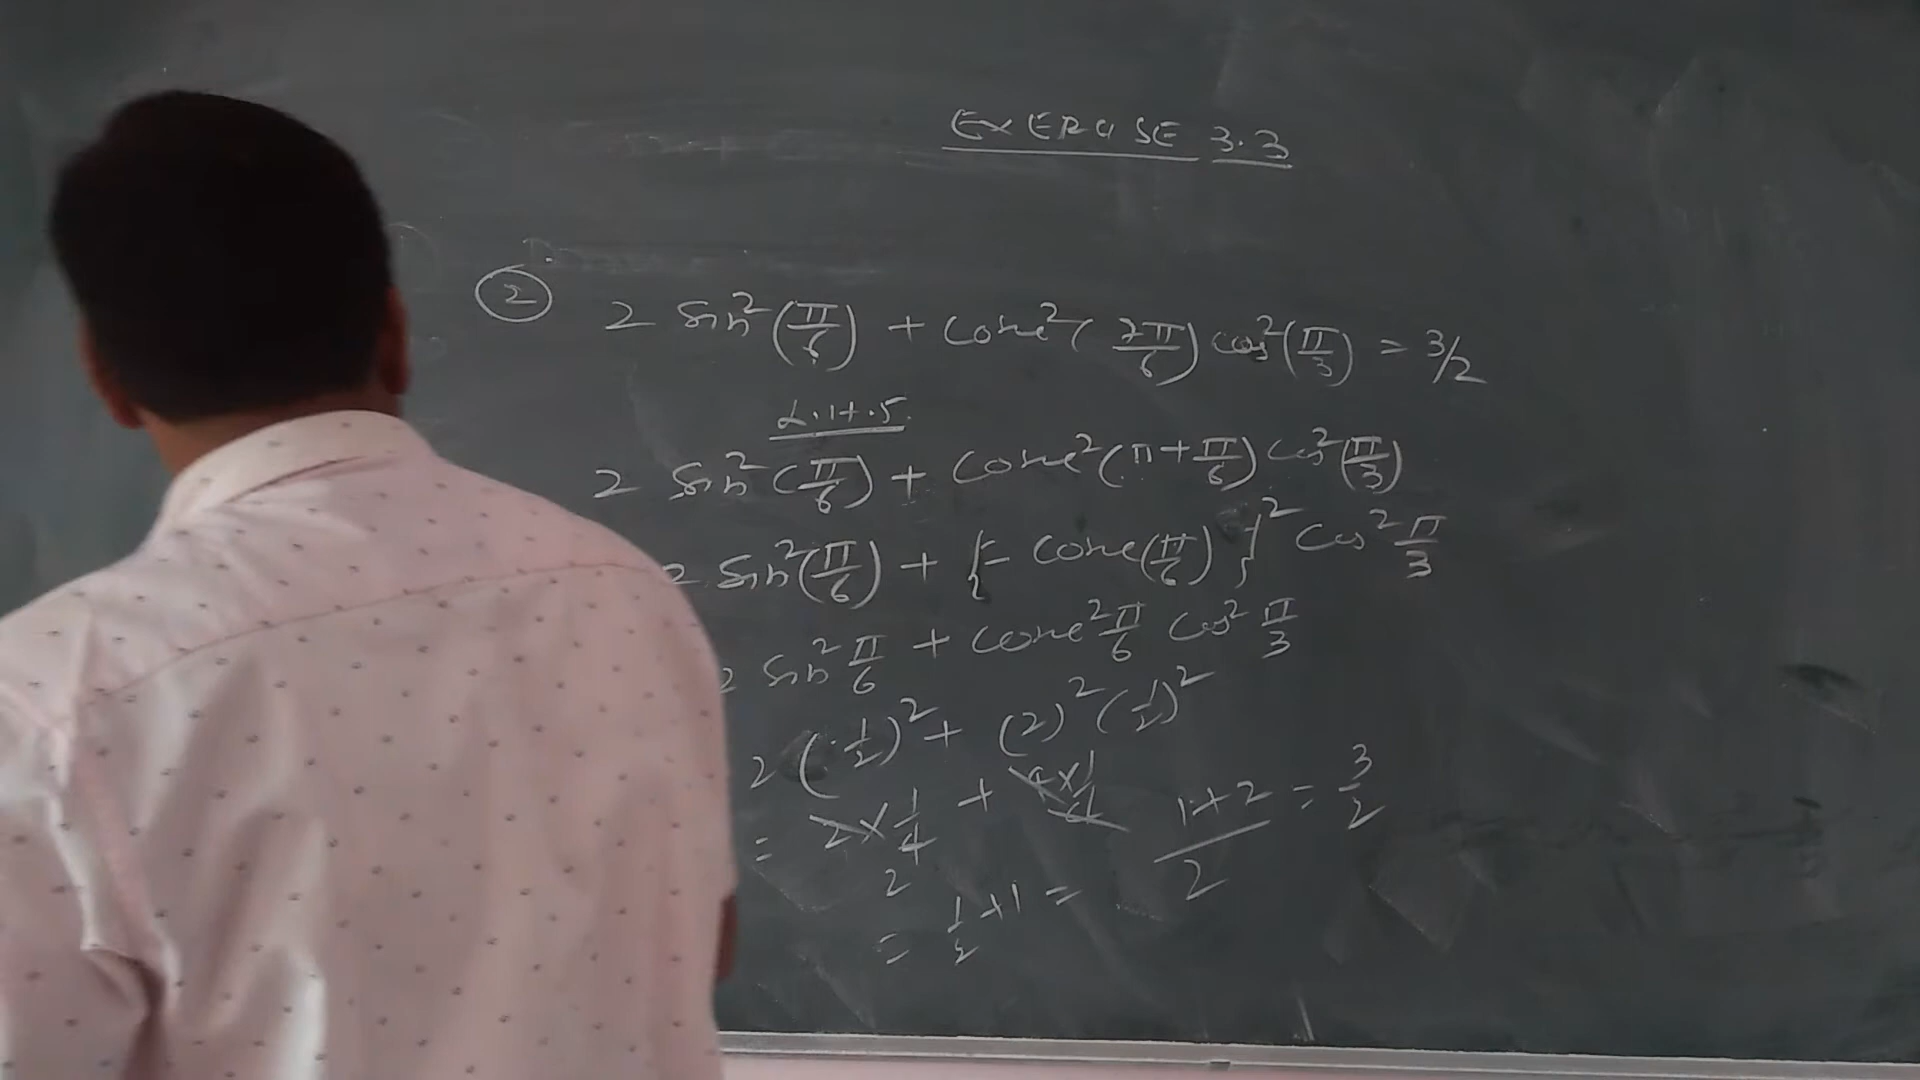 EXERCISE 3.3
② 2 sin²(π/6) + cosec²(7π/6) cos²(π/3) = 3/2
L.H.S.
2 sin²(π/6) + cosec²(π+π/6) cos²(π/3)
2 sin²(π/6) + {- cosec(π/6)}² cos² π/3
2 sin² π/6 + cosec² π/6 cos² π/3
2 (1/2)² + (2)² (1/2)²
= 2 × 1/4 + 4 × 1/4
2
= 1/2 + 1 = (1+2)/2 = 3/2